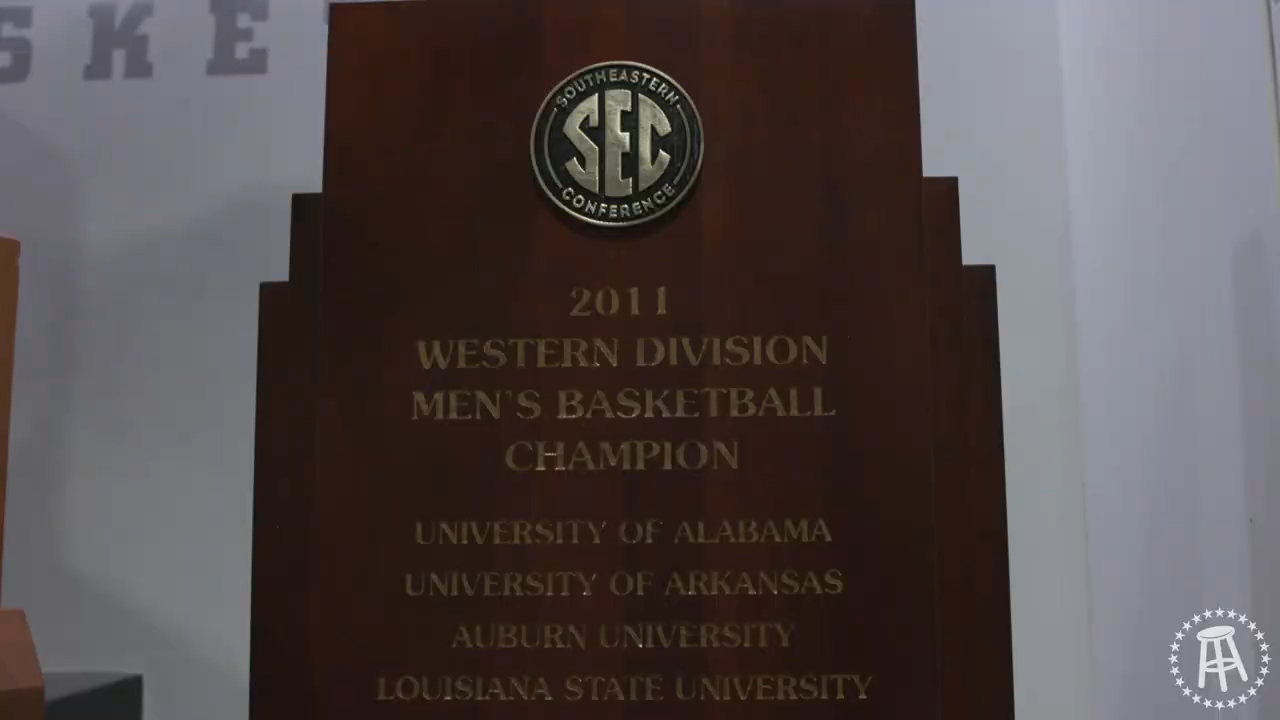 SKE
SOUTHEASTERN
SEC
CONFERENCE
2011
WESTERN DIVISION
MEN'S BASKETBALL
CHAMPION
UNIVERSITY OF ALABAMA
UNIVERSITY OF ARKANSAS
AUBURN UNIVERSITY
LOUISIANA STATE UNIVERSITY